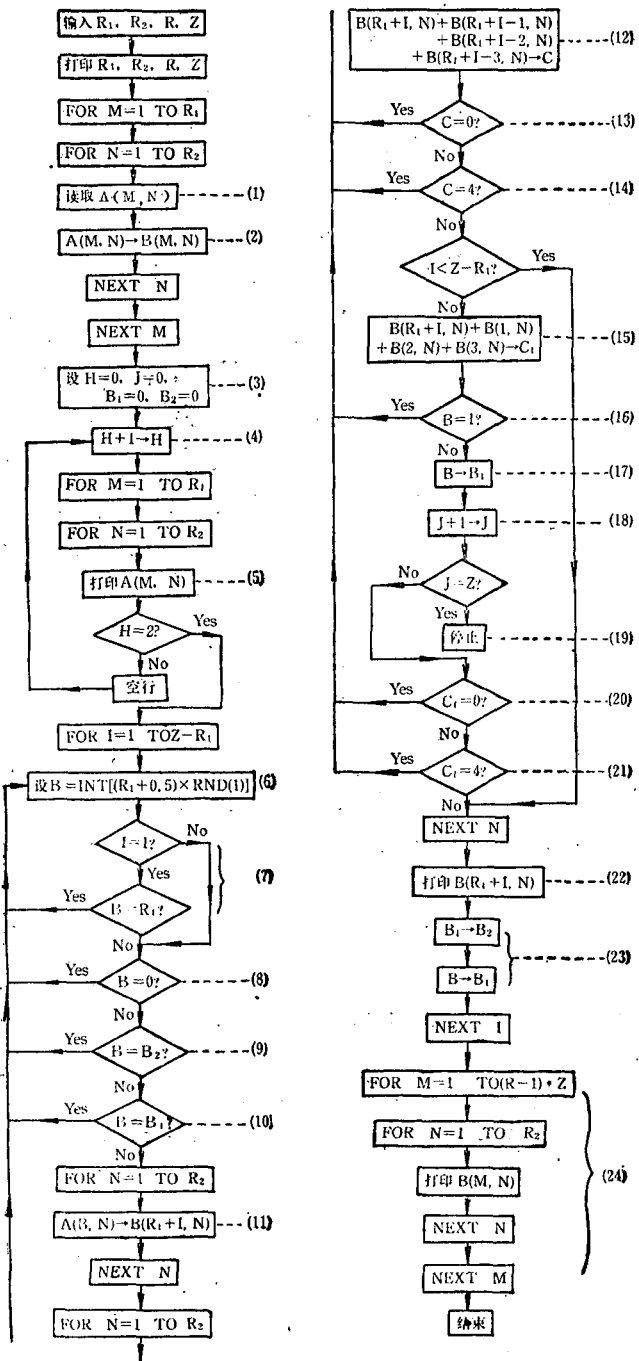 输入 R₁, R₂, R, Z
打印 R₁, R₂, R, Z
FOR M=1 TO R₁
FOR N=1 TO R₂
读取 A(M, N)
(1)
A(M, N)→B(M, N)
(2)
NEXT N
NEXT M
设 H=0, J=0,
B₁=0, B₂=0
(3)
H+1→H
(4)
FOR M=1 TO R₁
FOR N=1 TO R₂
打印 A(M, N)
(5)
H=2?
Yes
No
空行
FOR I=1 TOZ-R₁
设B=INT[(R₁+0.5)×RND(1)]
(6)
I=1?
No
Yes
(7)
B=R₁?
Yes
No
B=0?
Yes
(8)
No
B=B₂?
Yes
(9)
No
B=B₁?
Yes
(10)
No
FOR N=1 TO R₂
A(B, N)→B(R₁+I, N)
(11)
NEXT N
FOR N=1 TO R₂
B(R₁+I, N)+B(R₁+I-1, N)
+B(R₁+I-2, N)
+B(R₁+I-3, N)→C
(12)
C=0?
Yes
(13)
No
C=4?
Yes
(14)
No
I<Z-R₁?
Yes
No
B(R₁+I, N)+B(1, N)
+B(2, N)+B(3, N)→C₁
(15)
B=1?
Yes
(16)
No
B→B₁
(17)
J+1→J
(18)
J=Z?
No
Yes
停止
(19)
C₁=0?
Yes
(20)
No
C₁=4?
Yes
(21)
No
NEXT N
打印 B(R₁+I, N)
(22)
B₁→B₂
(23)
B→B₁
NEXT I
FOR M=1 TO(R-1)*Z
FOR N=1 TO R₂
打印 B(M, N)
(24)
NEXT N
NEXT M
结束